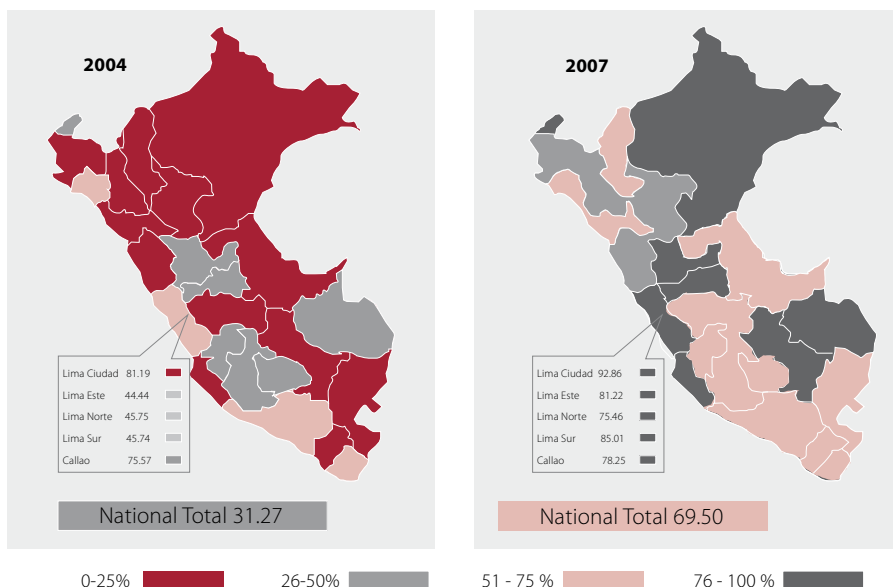 2004
Lima Ciudad 81.19
Lima Este 44.44
Lima Norte 45.75
Lima Sur 45.74
Callao 75.57
National Total 31.27
2007
Lima Ciudad 92.86
Lima Este 81.22
Lima Norte 75.46
Lima Sur 85.01
Callao 78.25
National Total 69.50
0-25% 26-50% 51 - 75 % 76 - 100 %